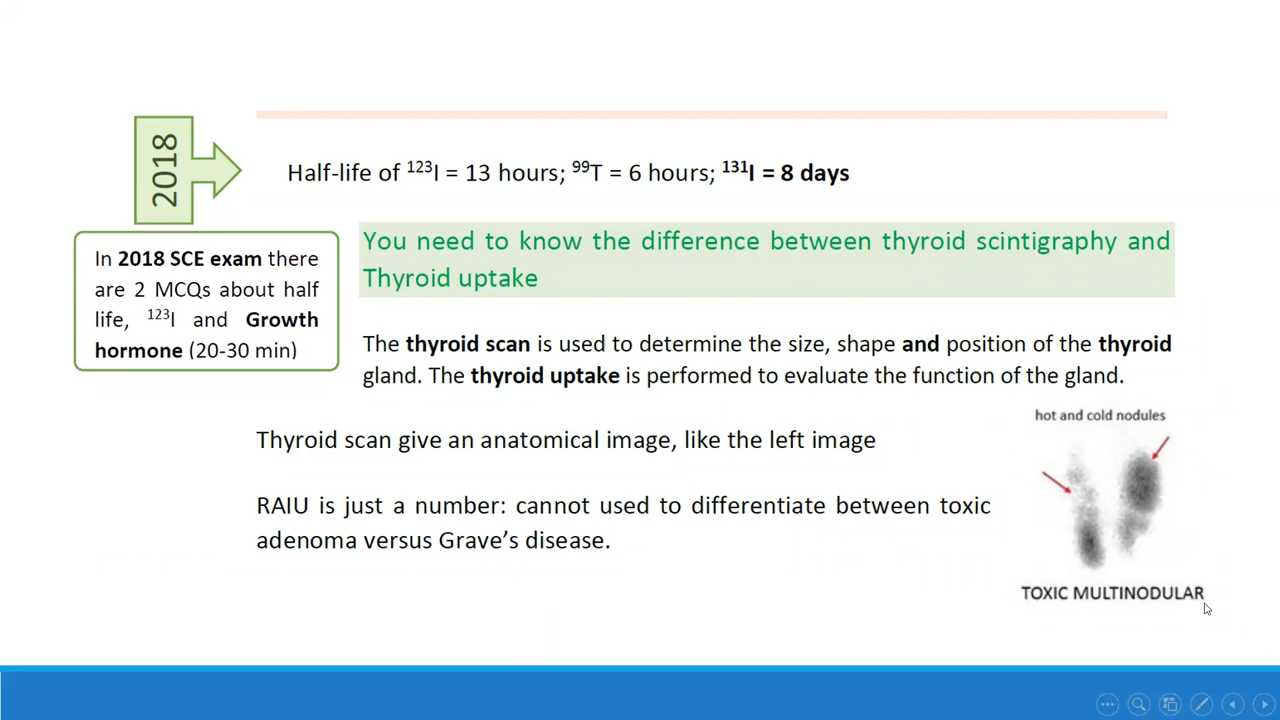 2018
Half-life of ¹²³I = 13 hours; ⁹⁹T = 6 hours; ¹³¹I = 8 days
In 2018 SCE exam there
are 2 MCQs about half
life, ¹²³I and Growth
hormone (20-30 min)
You need to know the difference between thyroid scintigraphy and
Thyroid uptake
The thyroid scan is used to determine the size, shape and position of the thyroid
gland. The thyroid uptake is performed to evaluate the function of the gland.
Thyroid scan give an anatomical image, like the left image
RAIU is just a number: cannot used to differentiate between toxic
adenoma versus Grave’s disease.
hot and cold nodules
TOXIC MULTINODULAR